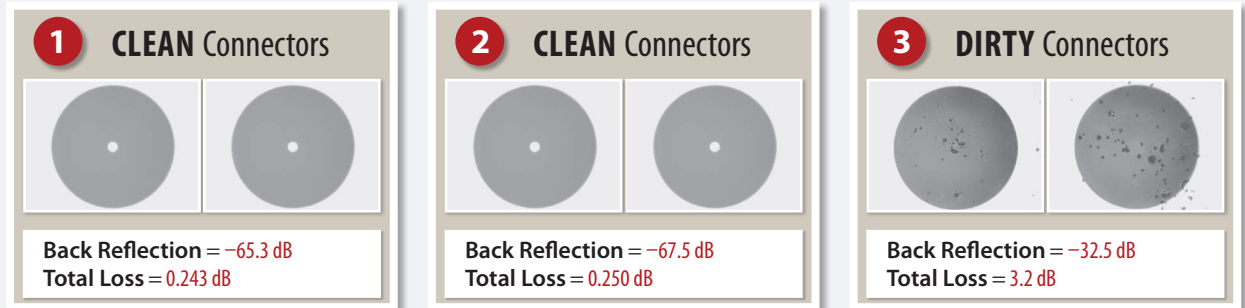 1 CLEAN Connectors
Back Reflection = −65.3 dB
Total Loss = 0.243 dB
2 CLEAN Connectors
Back Reflection = −67.5 dB
Total Loss = 0.250 dB
3 DIRTY Connectors
Back Reflection = −32.5 dB
Total Loss = 3.2 dB